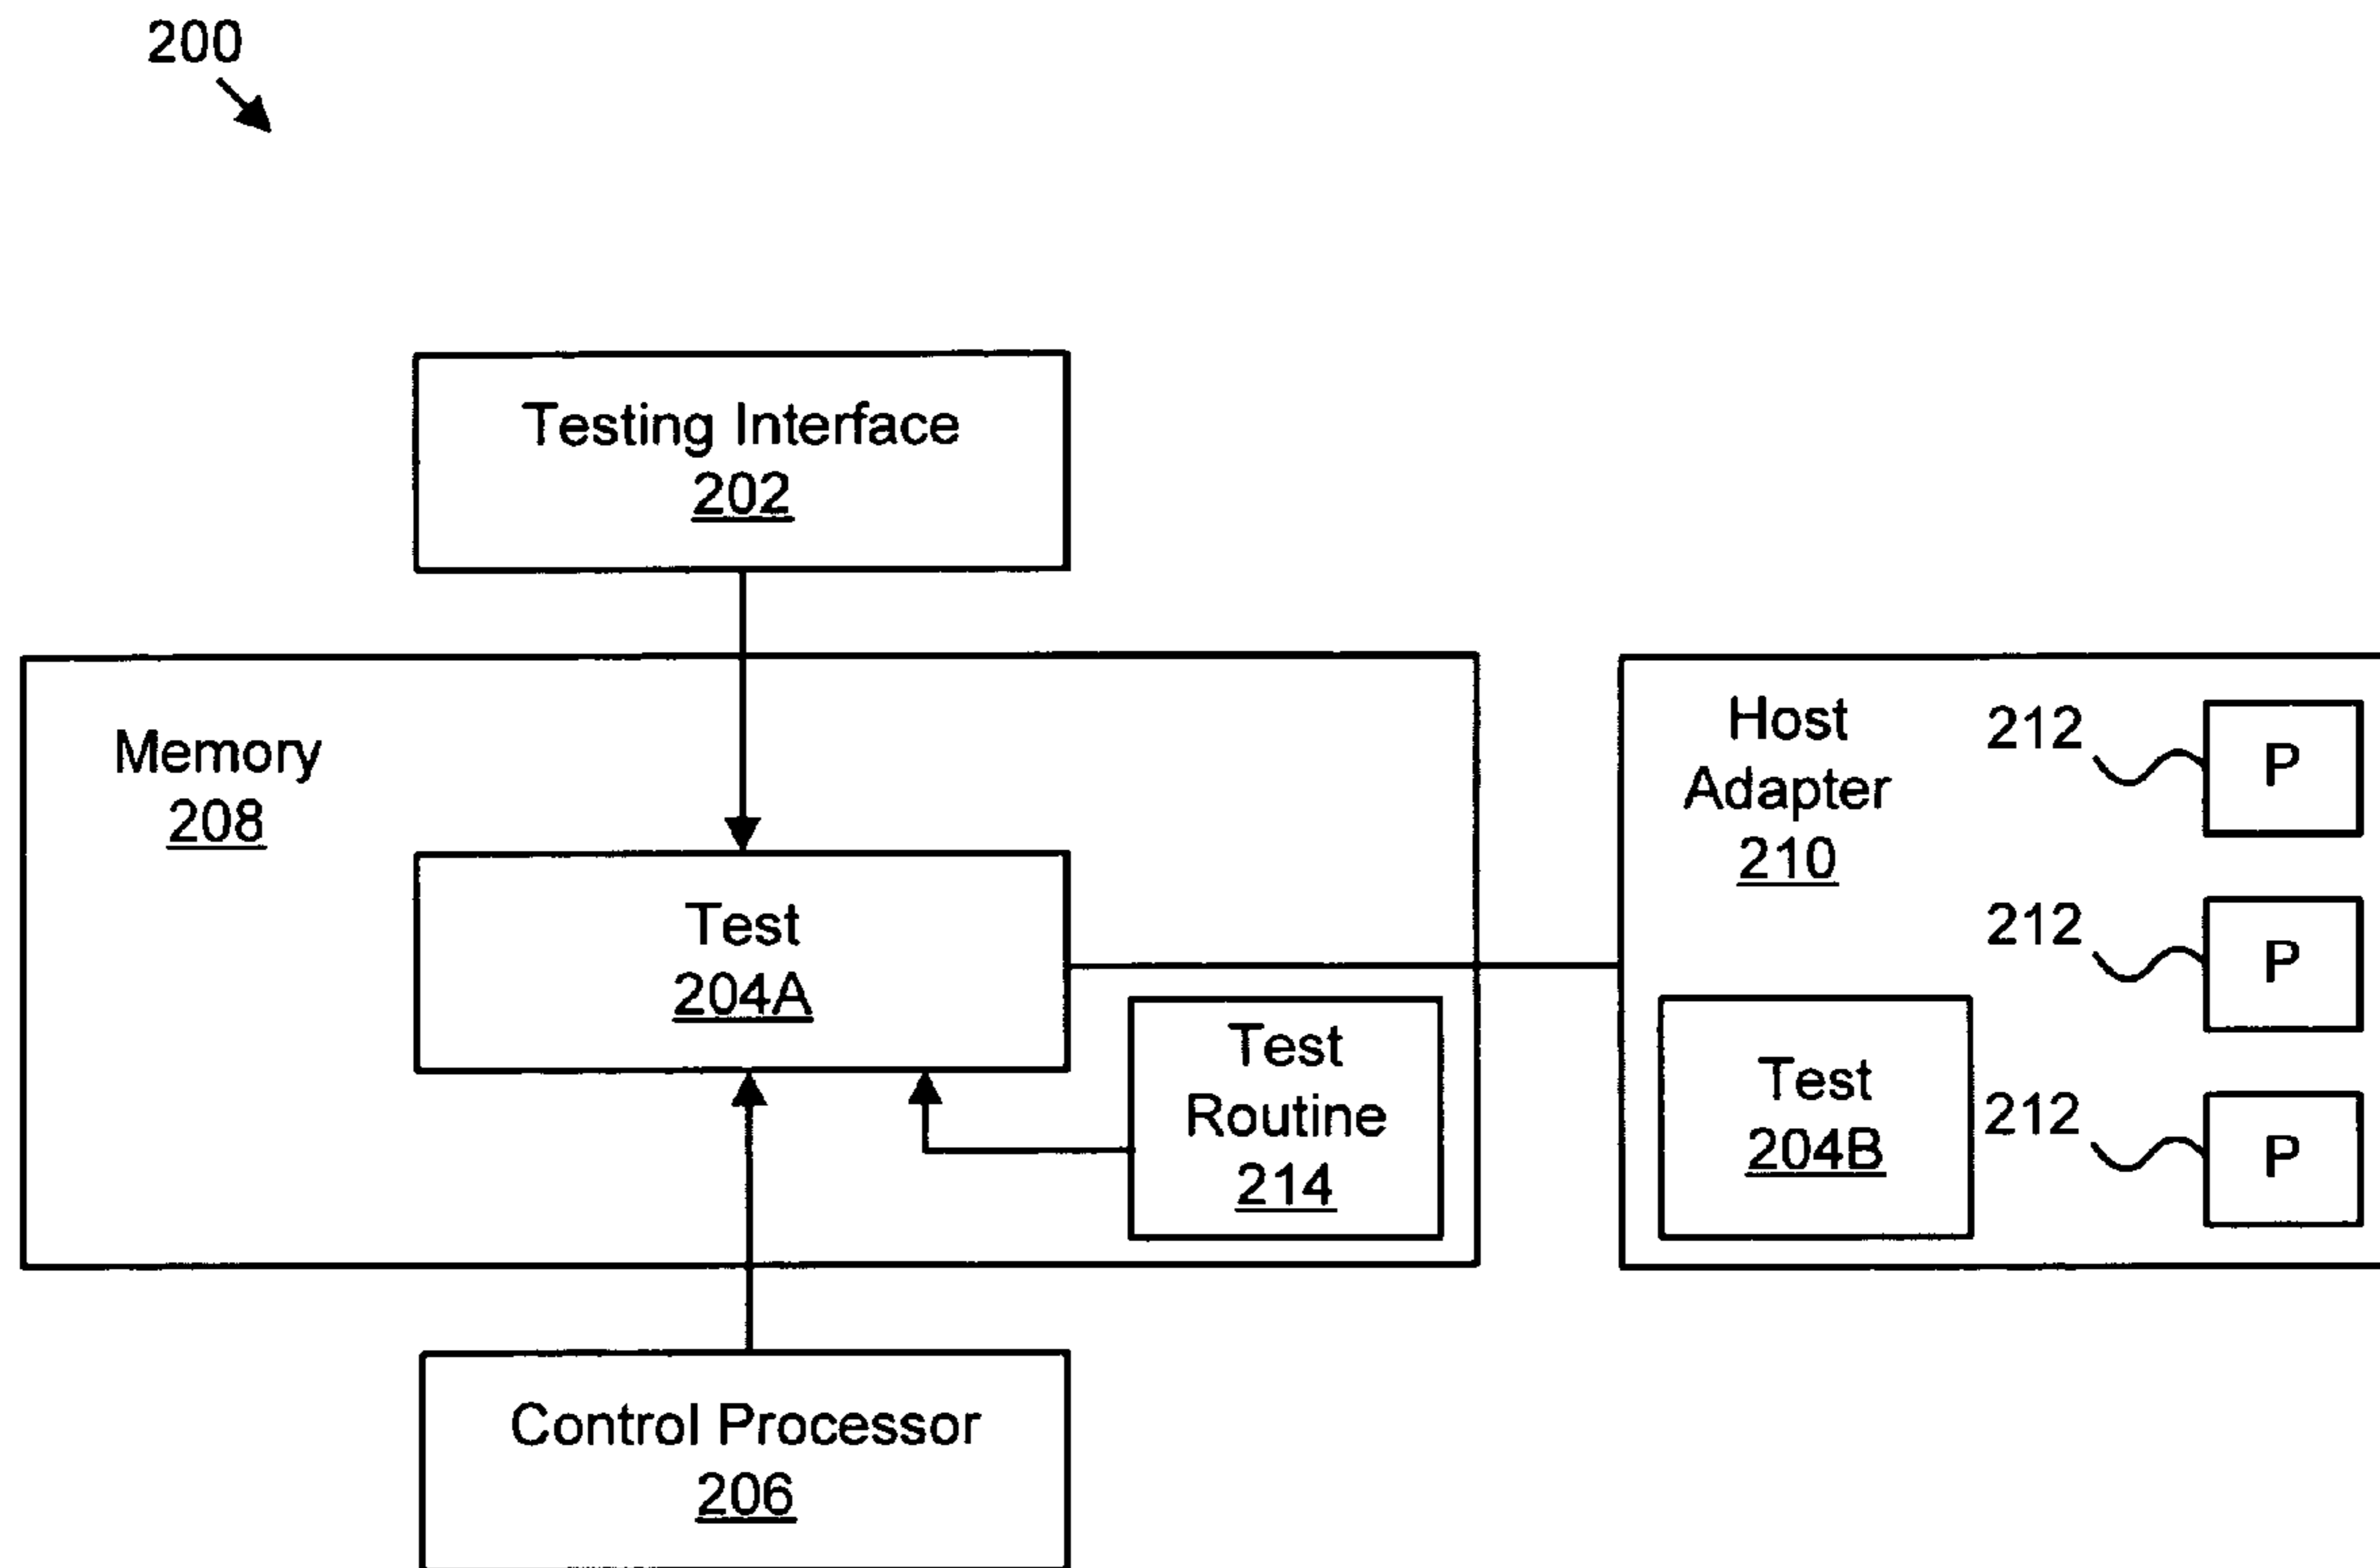 200
Testing Interface
202
Memory
208
Test
204A
Test
Routine
214
Control Processor
206
Host
Adapter
210
212
P
212
P
212
P
Test
204B